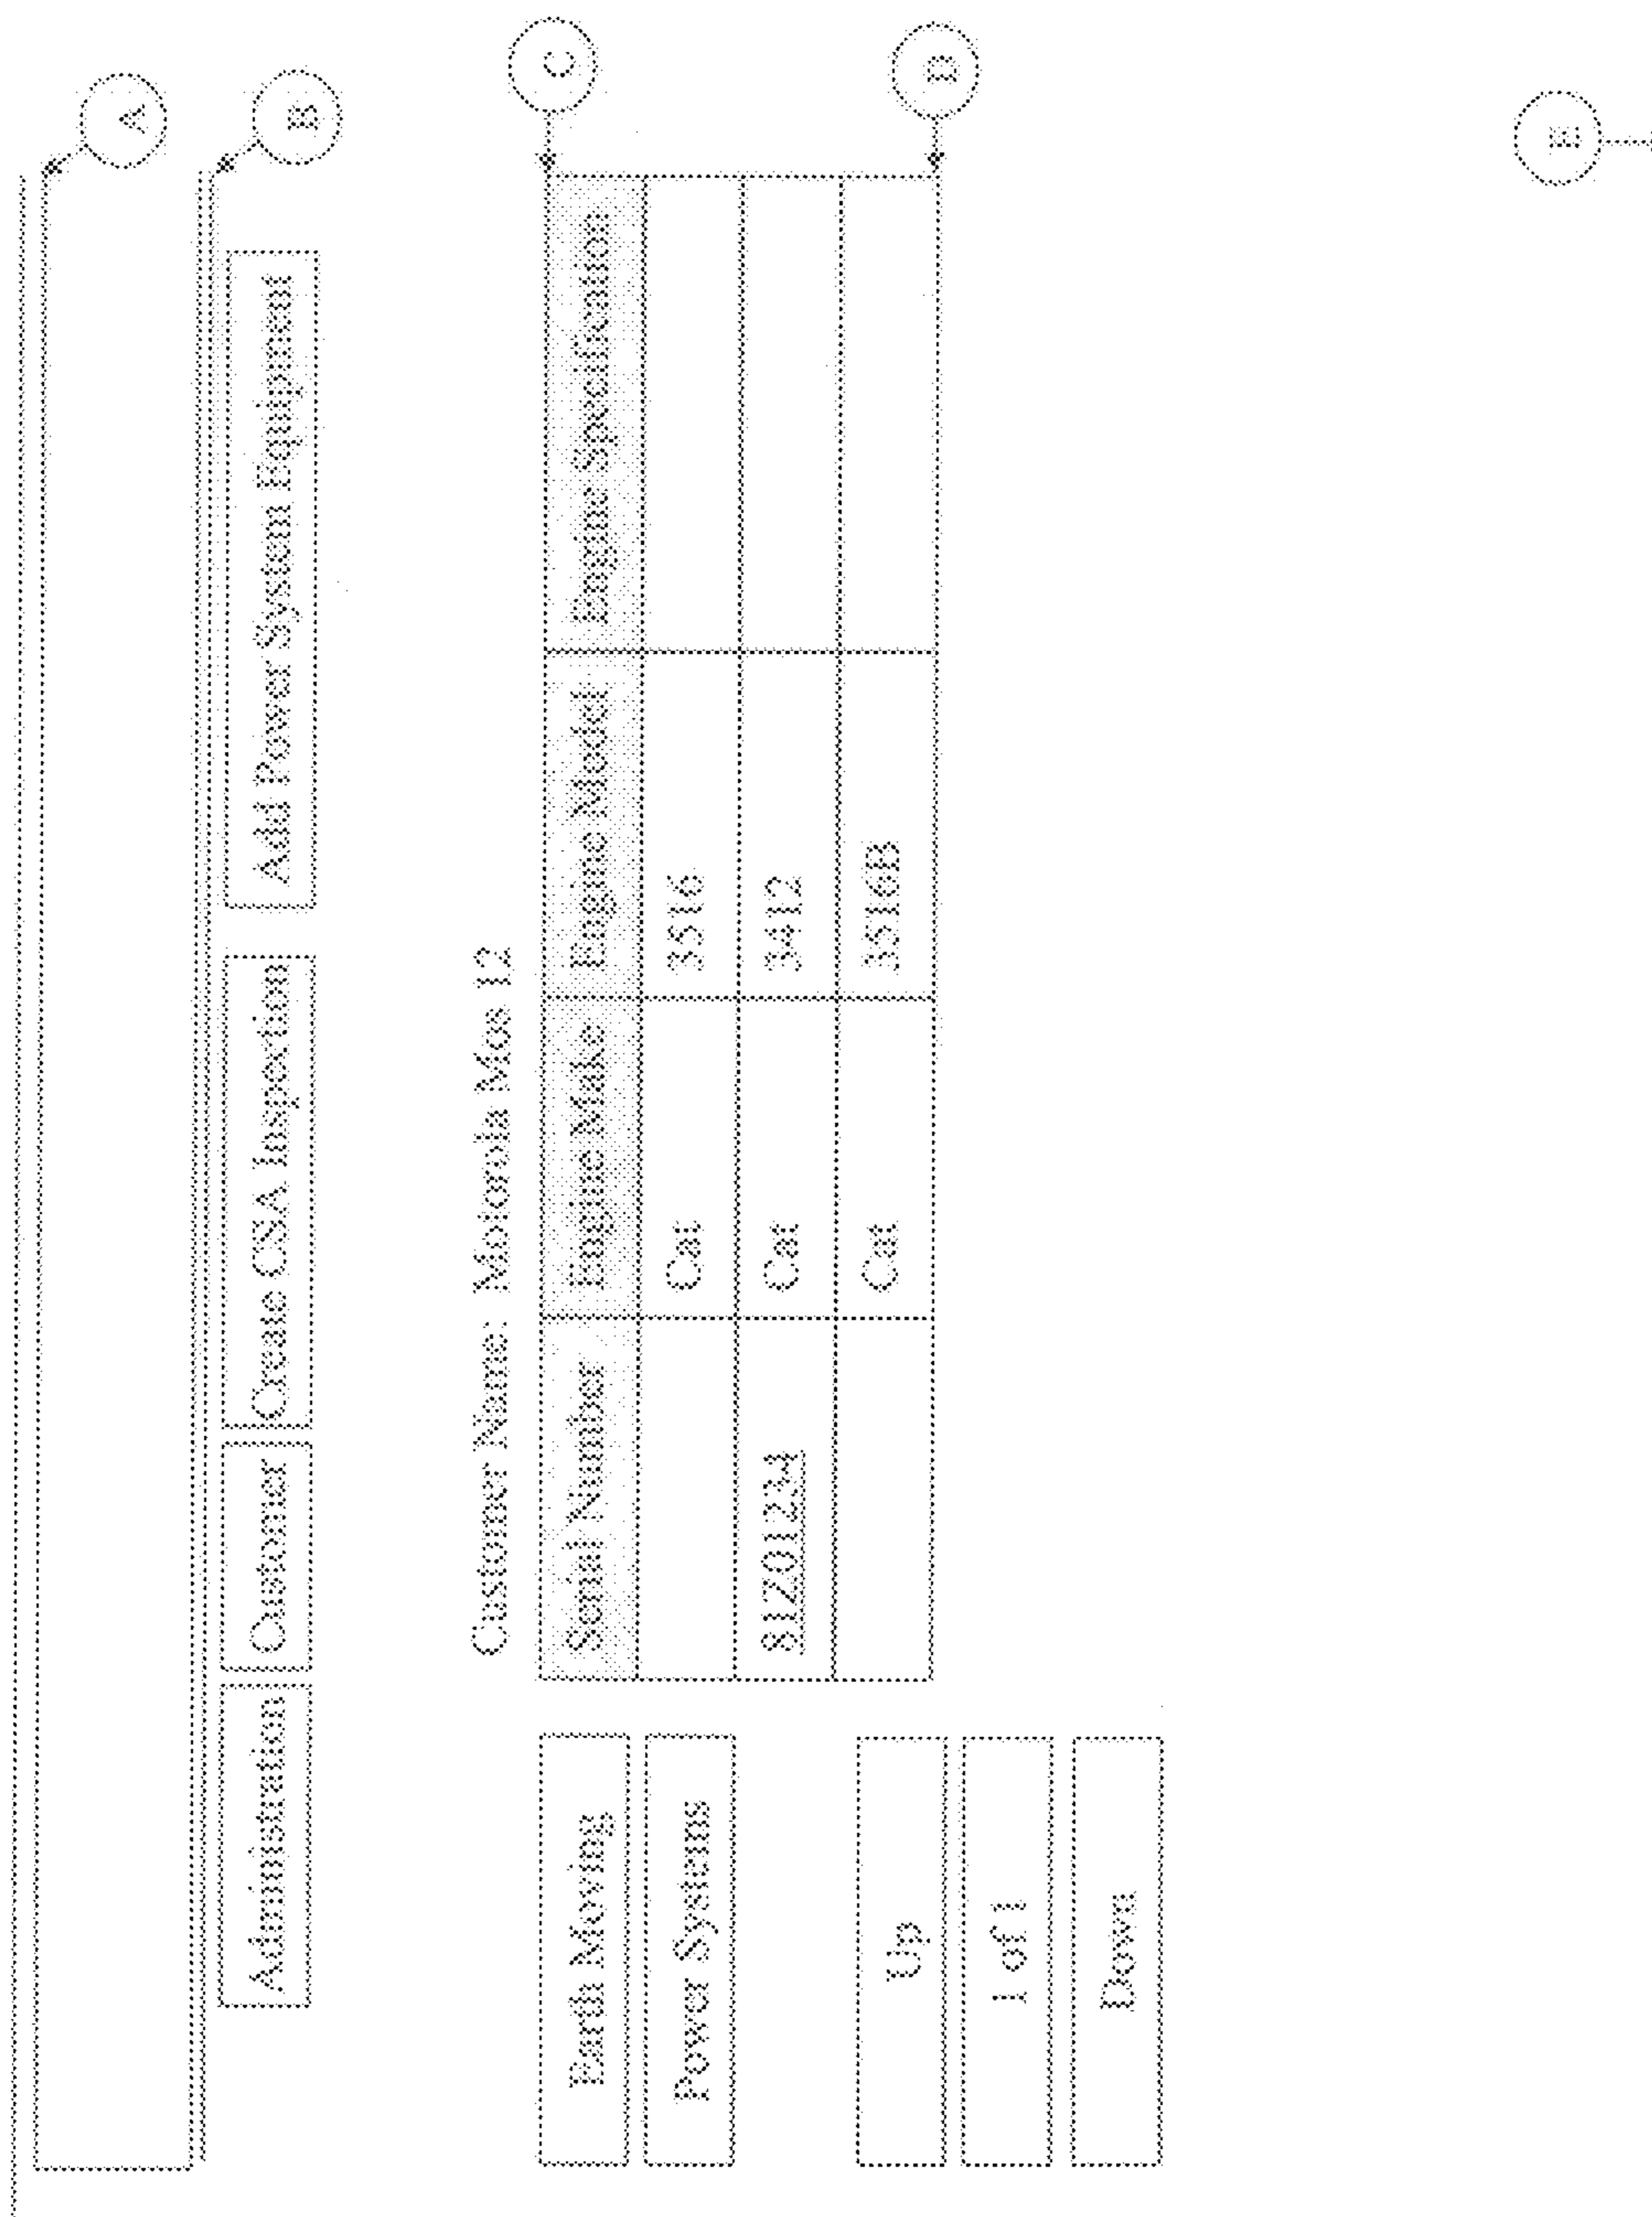 A
B
Administration Customer Create CSA Inspection Add Power System Equipment
Customer Name: Motorola Mos 12
C
Serial Number Engine Make Engine Model Engine Specification
Cat 3516
81Z01234 Cat 3412
Cat 3516B
D
Earth Moving
Power Systems
Up
1 of 1
Down
E